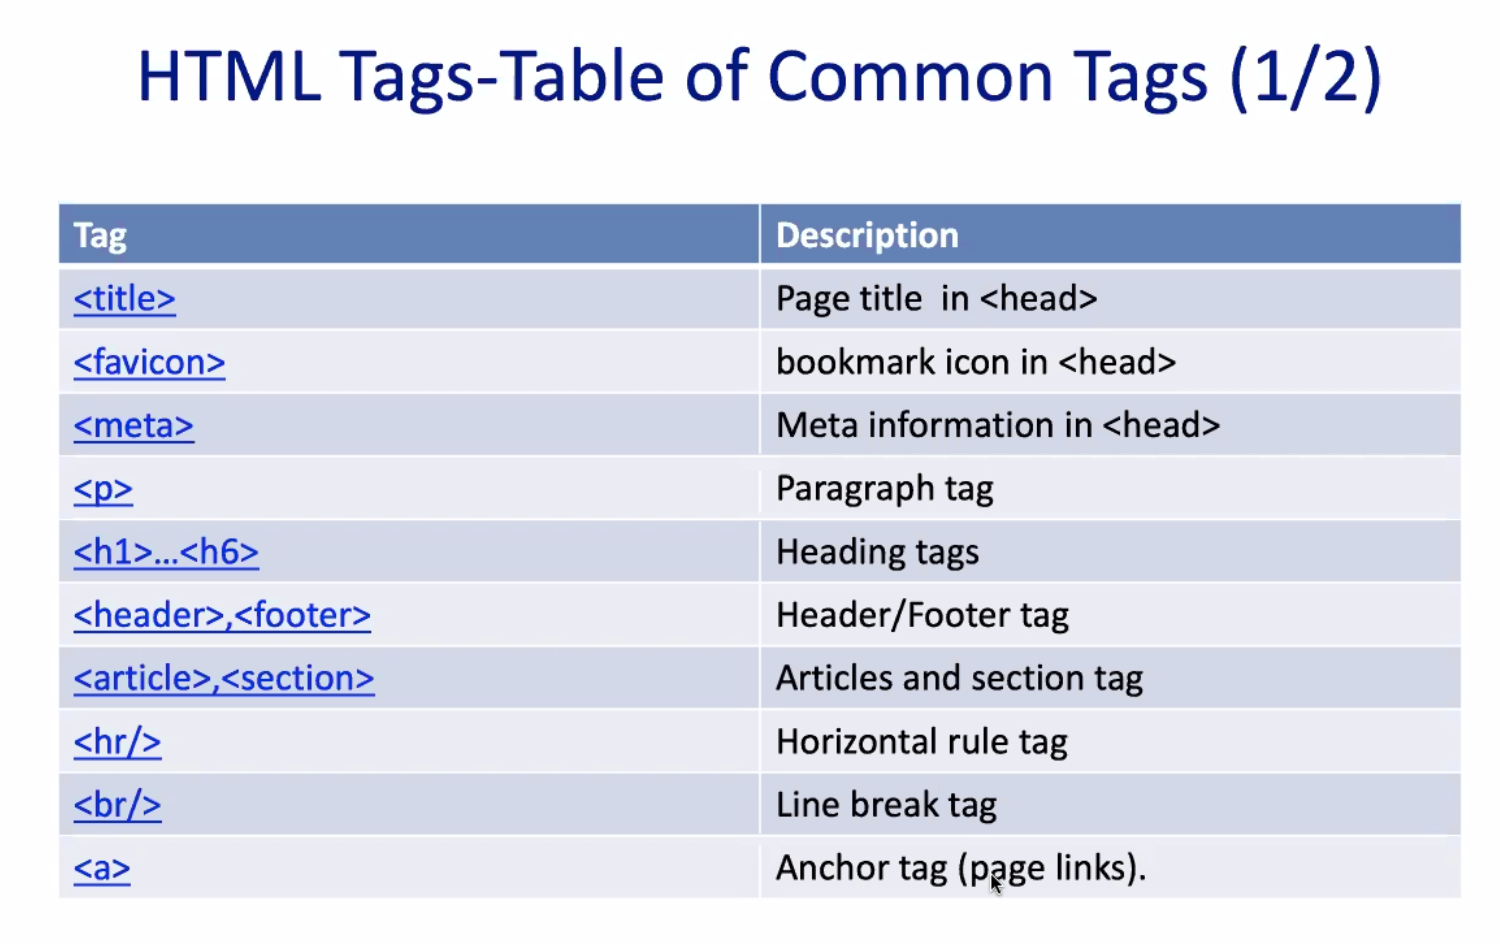 HTML Tags-Table of Common Tags (1/2)
Tag Description
<title> Page title  in <head>
<favicon> bookmark icon in <head>
<meta> Meta information in <head>
<p> Paragraph tag
<h1>...<h6> Heading tags
<header>,<footer> Header/Footer tag
<article>,<section> Articles and section tag
<hr/> Horizontal rule tag
<br/> Line break tag
<a> Anchor tag (page links).